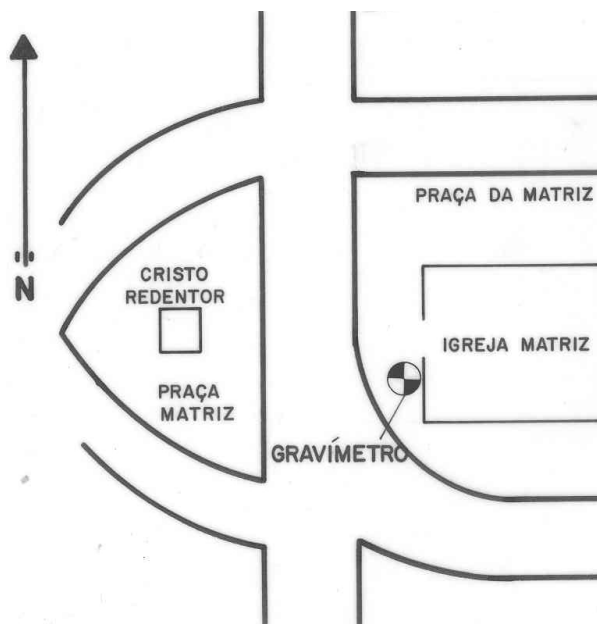 PRAÇA DA MATRIZ
"N"
CRISTO
REDENTOR
IGREJA MATRIZ
PRAÇA
MATRIZ
GRAVÍMETRO